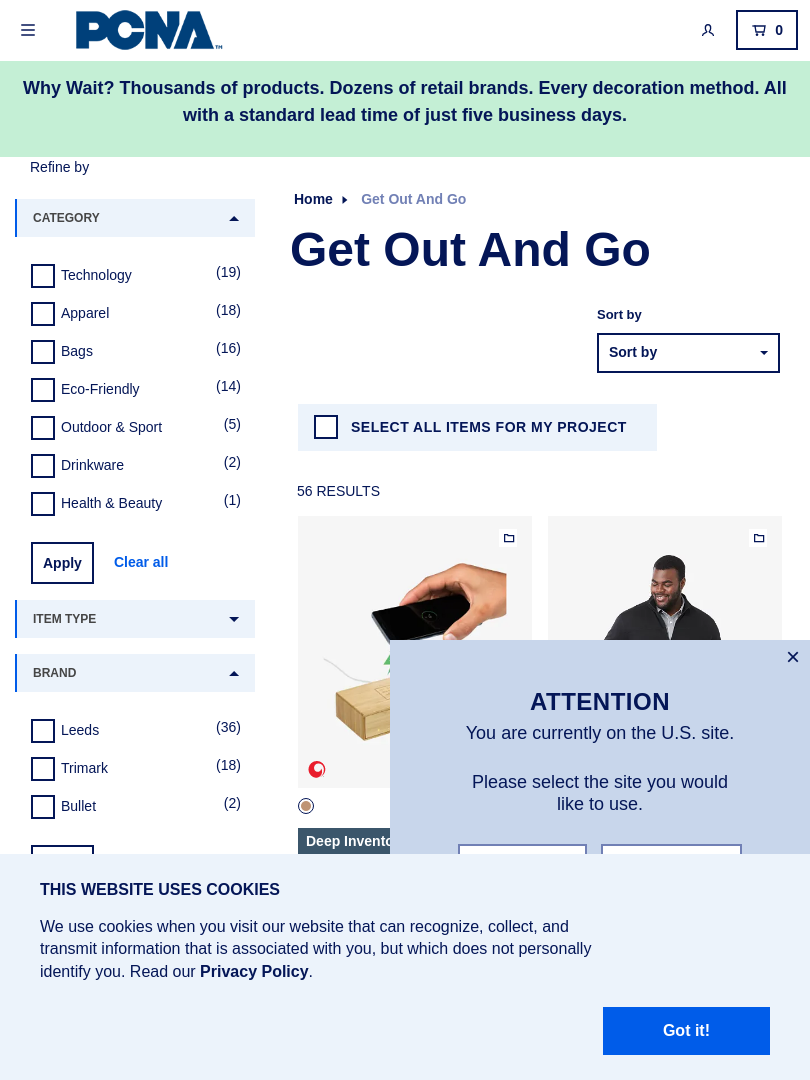 PCNA
TM
0
Why Wait? Thousands of products. Dozens of retail brands. Every decoration method. All
with a standard lead time of just five business days.
Refine by
CATEGORY
Technology (19)
Apparel (18)
Bags (16)
Eco-Friendly (14)
Outdoor & Sport (5)
Drinkware (2)
Health & Beauty (1)
Apply Clear all
ITEM TYPE
BRAND
Leeds (36)
Trimark (18)
Bullet (2)
Home Get Out And Go
Get Out And Go
Sort by
Sort by
SELECT ALL ITEMS FOR MY PROJECT
56 RESULTS
Deep Invento
×
ATTENTION
You are currently on the U.S. site.
Please select the site you would
like to use.
THIS WEBSITE USES COOKIES
We use cookies when you visit our website that can recognize, collect, and
transmit information that is associated with you, but which does not personally
identify you. Read our Privacy Policy.
Got it!